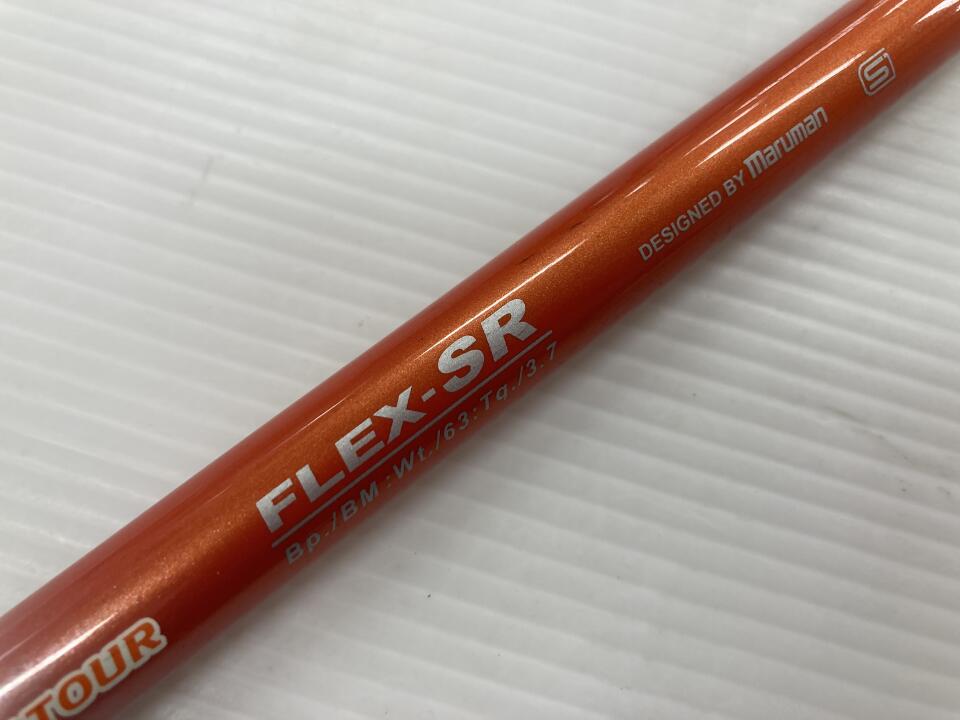 TOUR
FLEX-SR
Bp./BM:Wt./63:Tq./3.7
DESIGNED BY Maruman
S